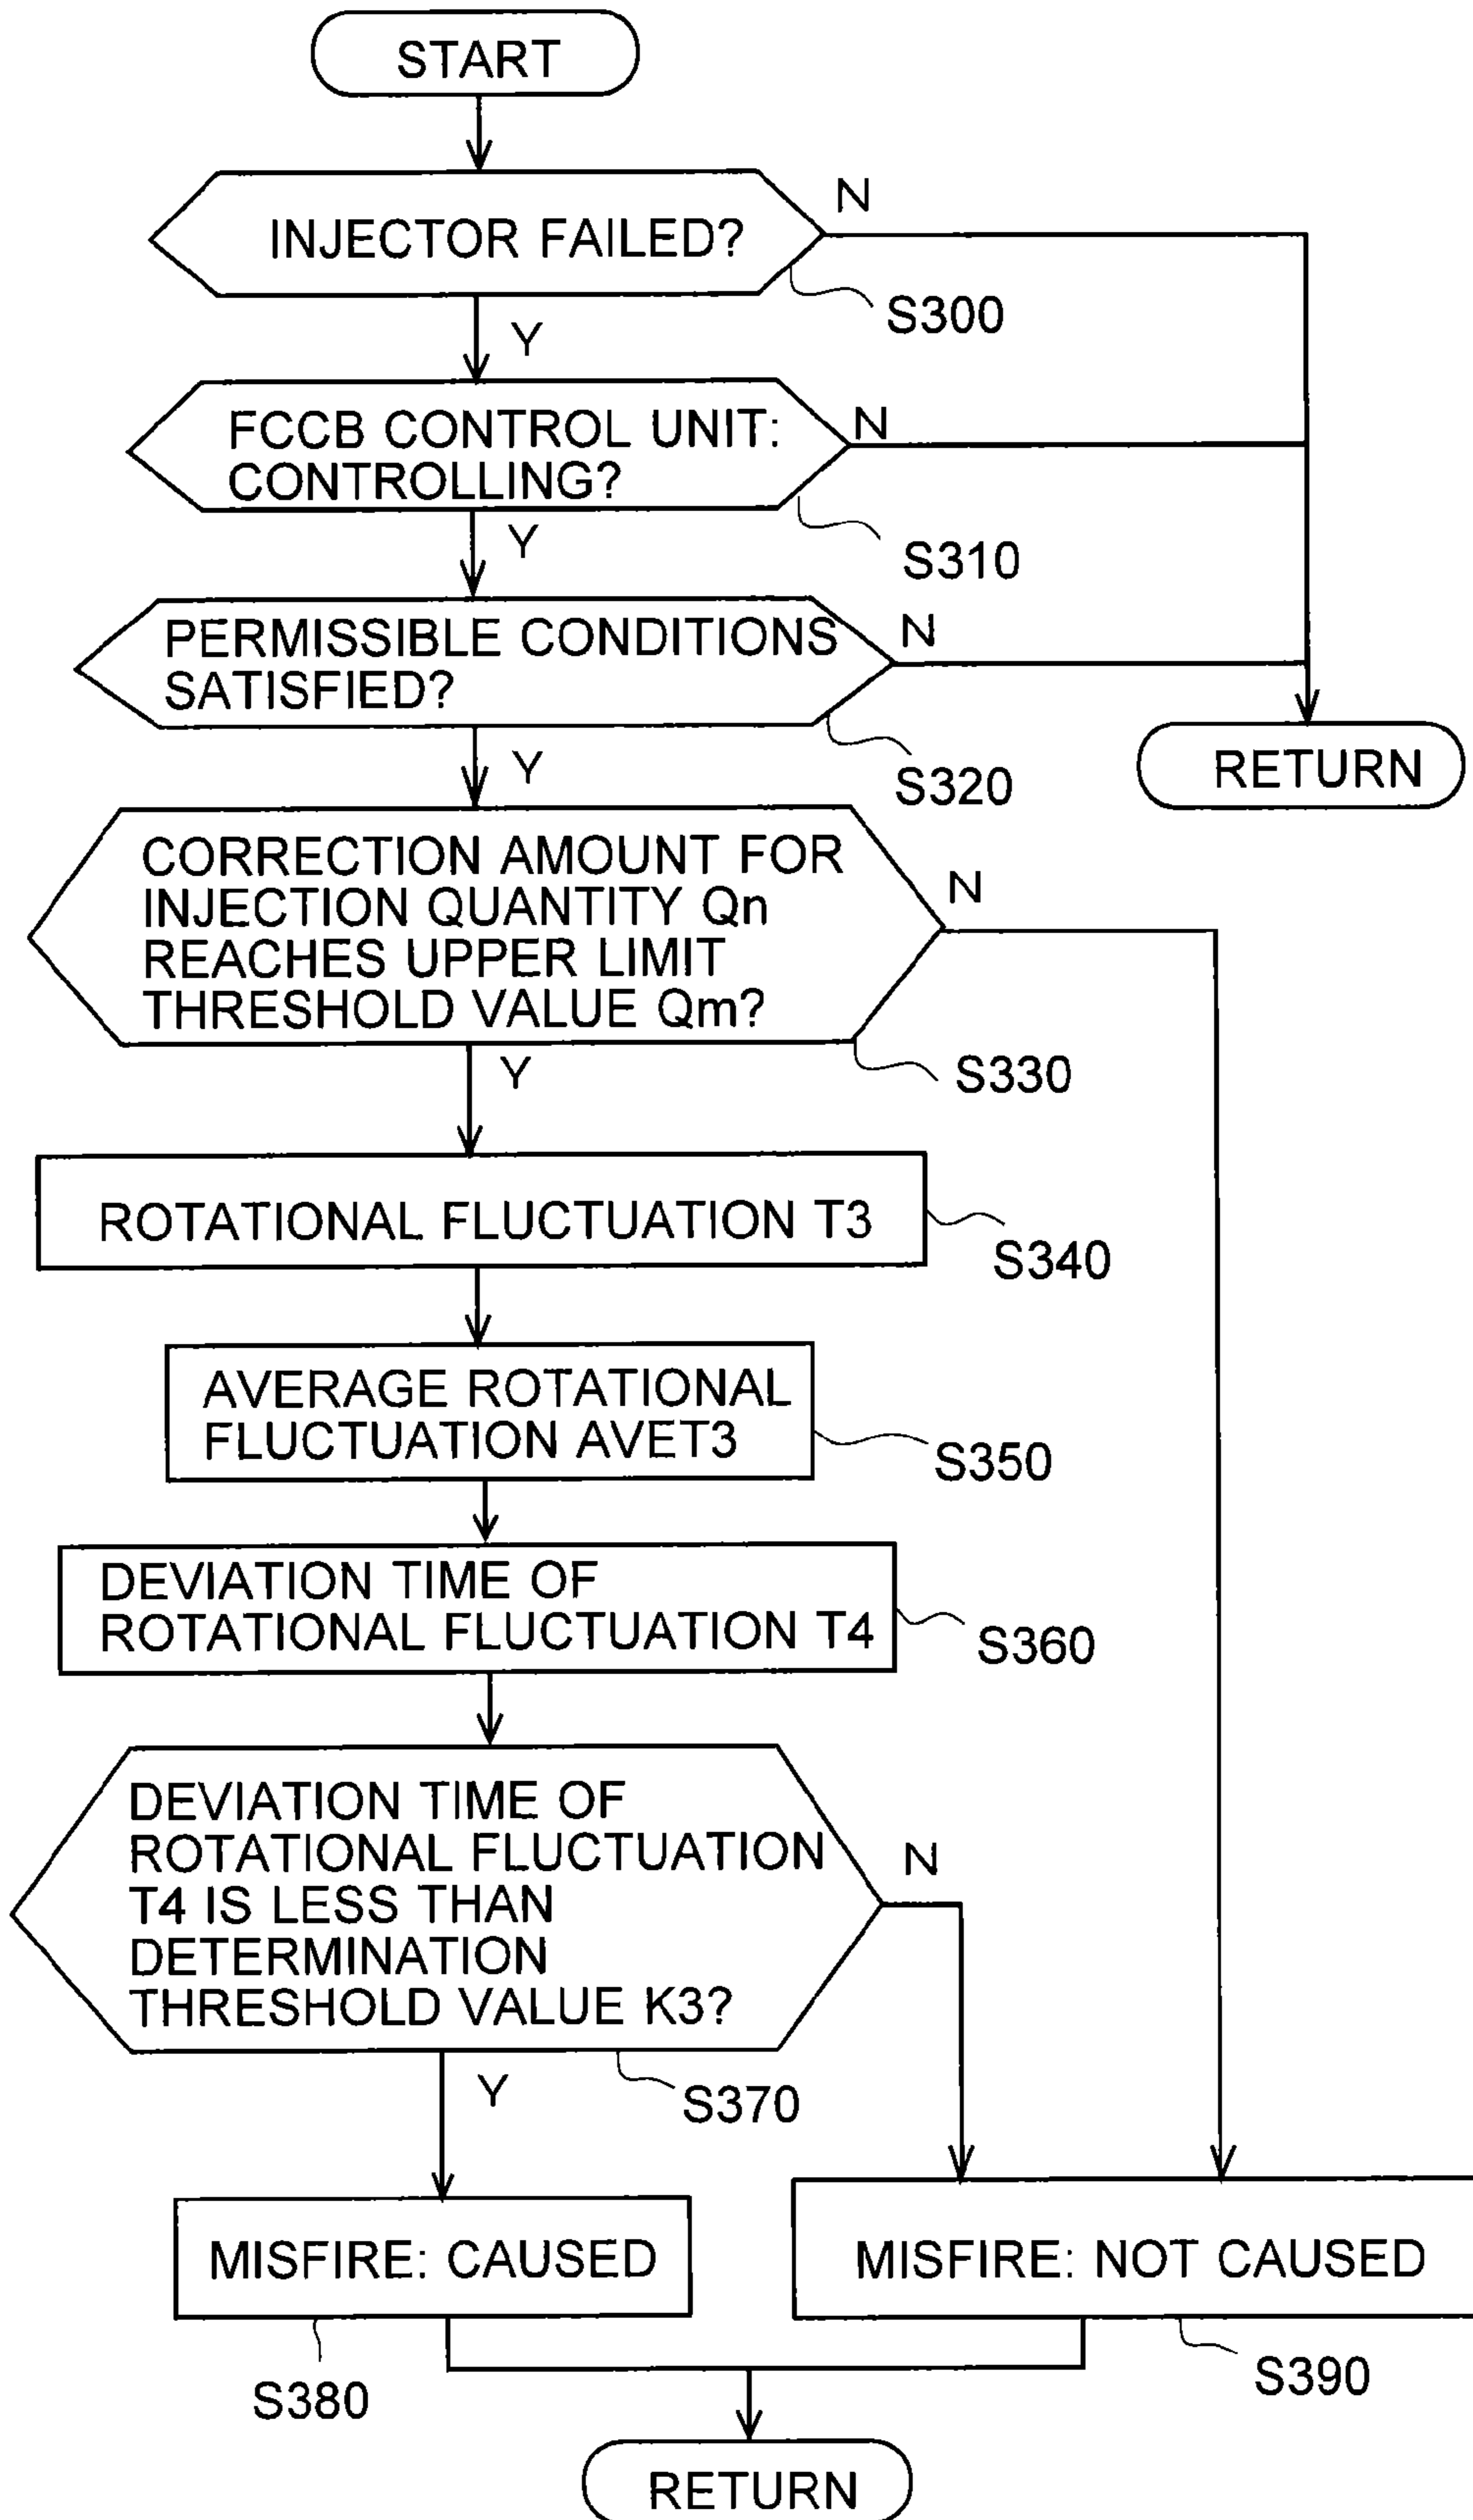 START
INJECTOR FAILED?
N
S300
Y
FCCB CONTROL UNIT:
CONTROLLING?
N
S310
Y
PERMISSIBLE CONDITIONS
SATISFIED?
N
S320
Y
RETURN
CORRECTION AMOUNT FOR
INJECTION QUANTITY Qn
REACHES UPPER LIMIT
THRESHOLD VALUE Qm?
N
S330
Y
ROTATIONAL FLUCTUATION T3
S340
AVERAGE ROTATIONAL
FLUCTUATION AVET3
S350
DEVIATION TIME OF
ROTATIONAL FLUCTUATION T4
S360
DEVIATION TIME OF
ROTATIONAL FLUCTUATION
T4 IS LESS THAN
DETERMINATION
THRESHOLD VALUE K3?
N
S370
Y
MISFIRE: CAUSED
MISFIRE: NOT CAUSED
S380
S390
RETURN